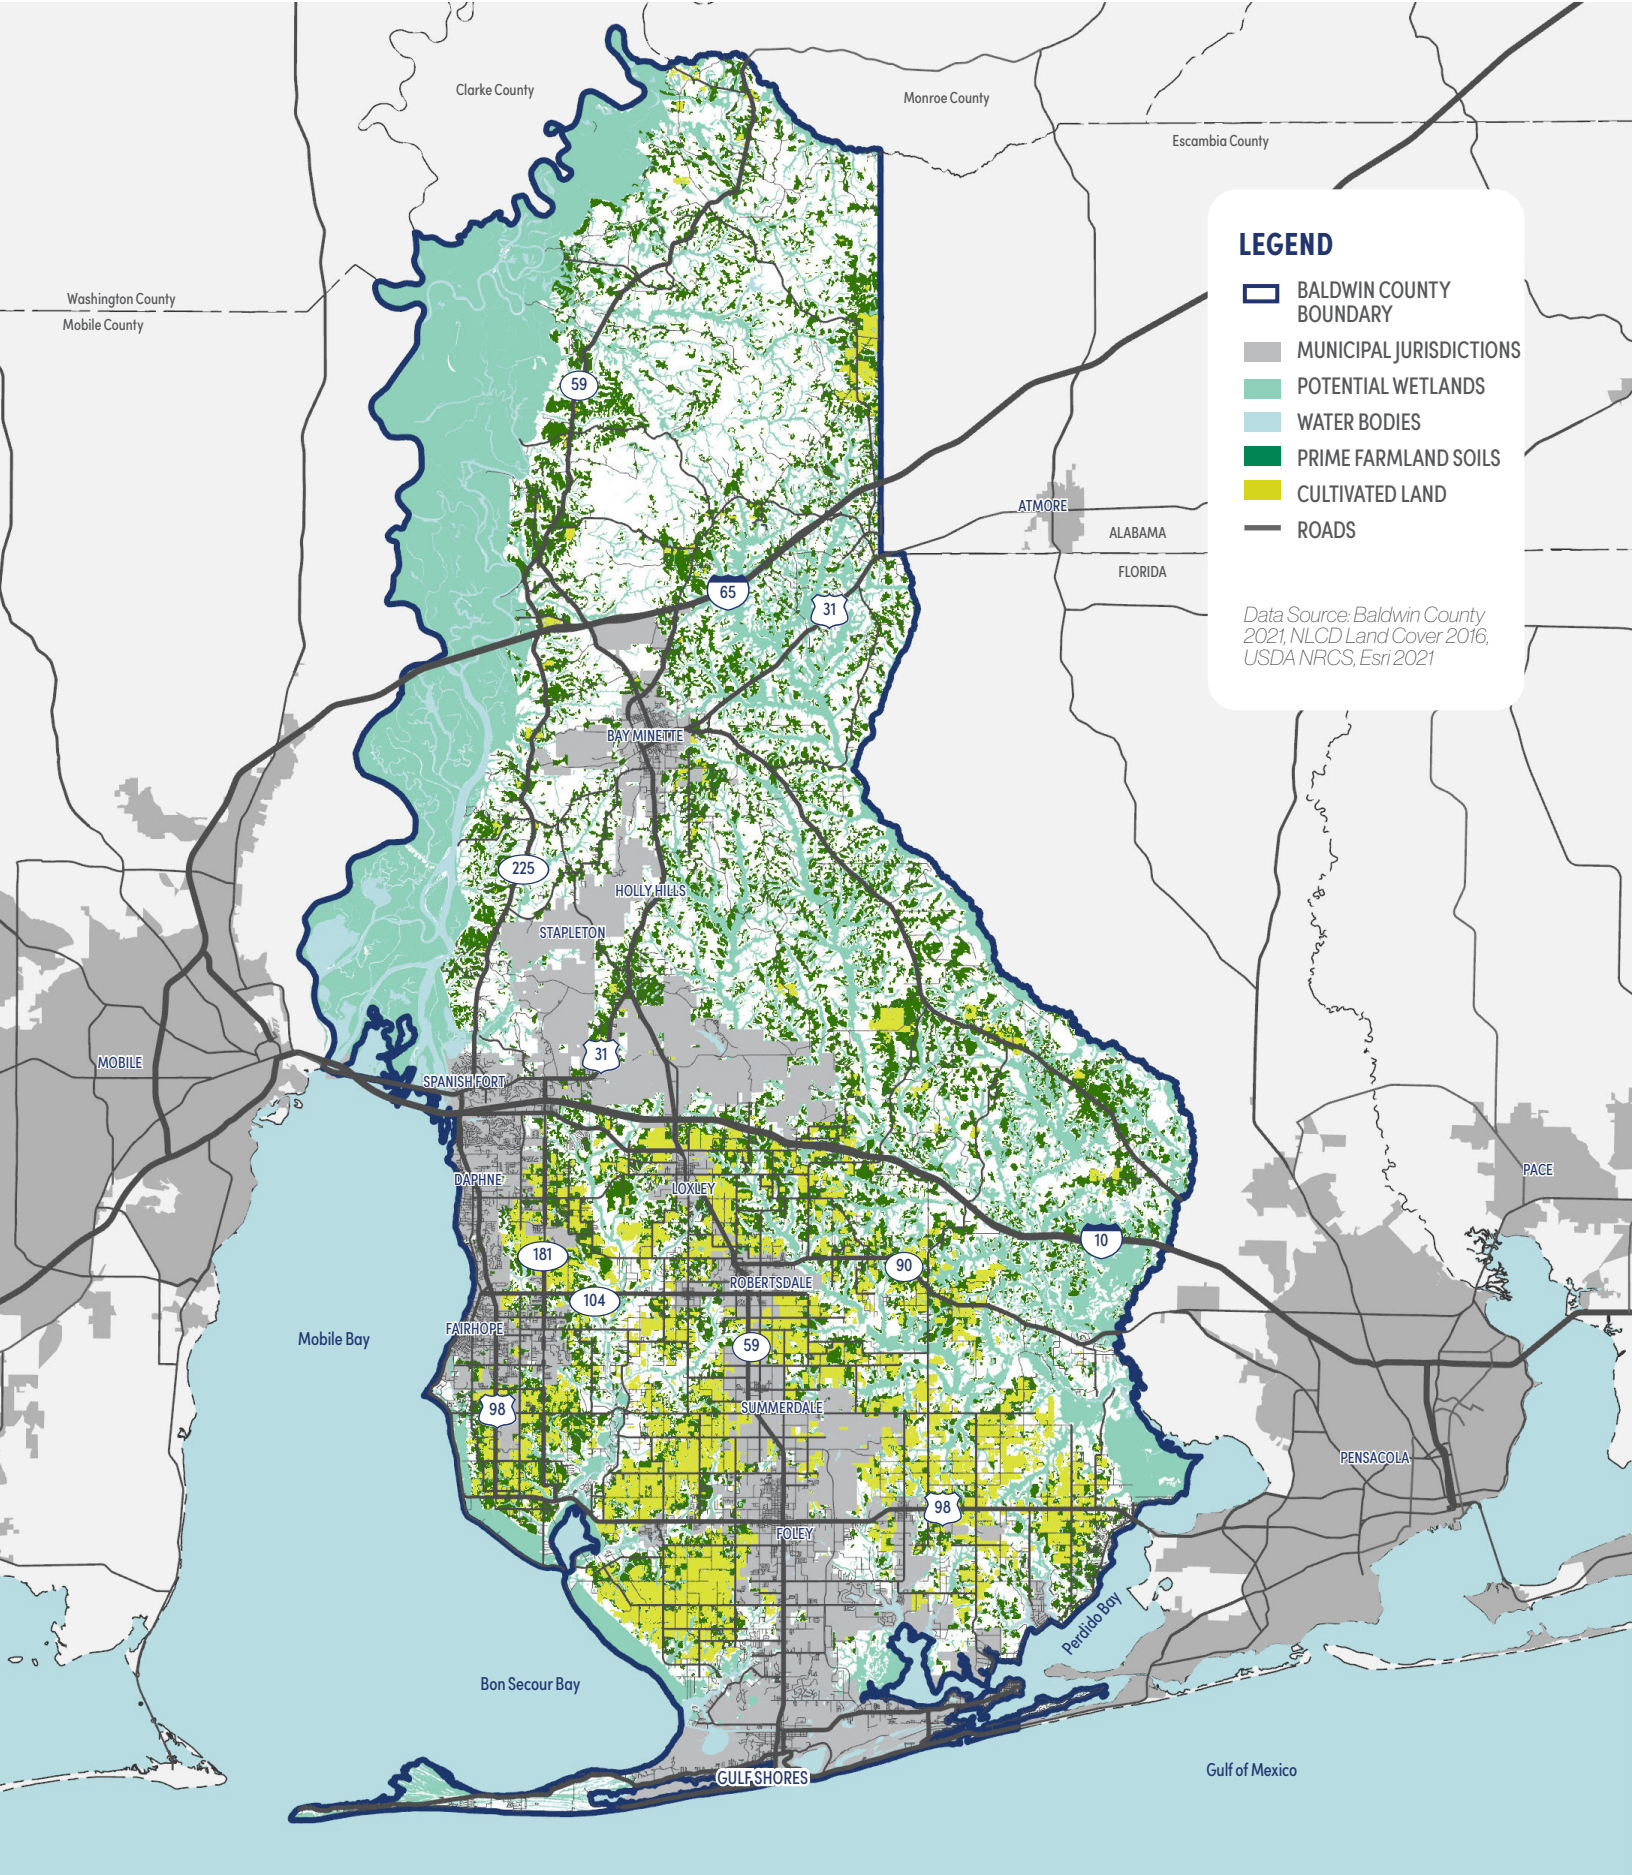 Clarke County
Monroe County
Escambia County
Washington County
Mobile County
LEGEND
BALDWIN COUNTY
BOUNDARY
MUNICIPAL JURISDICTIONS
POTENTIAL WETLANDS
WATER BODIES
PRIME FARMLAND SOILS
CULTIVATED LAND
ROADS
Data Source: Baldwin County
2021, NLCD Land Cover 2016,
USDA NRCS, Esri 2021
59
ATMORE
ALABAMA
FLORIDA
65
31
BAY MINETTE
225
HOLLY HILLS
STAPLETON
31
MOBILE
SPANISH FORT
DAPHNE
LOXLEY
PACE
181
10
90
ROBERTSDALE
104
FAIRHOPE
Mobile Bay
59
98
SUMMERDALE
PENSACOLA
98
FOLEY
Perdido Bay
Bon Secour Bay
Gulf of Mexico
GULF SHORES